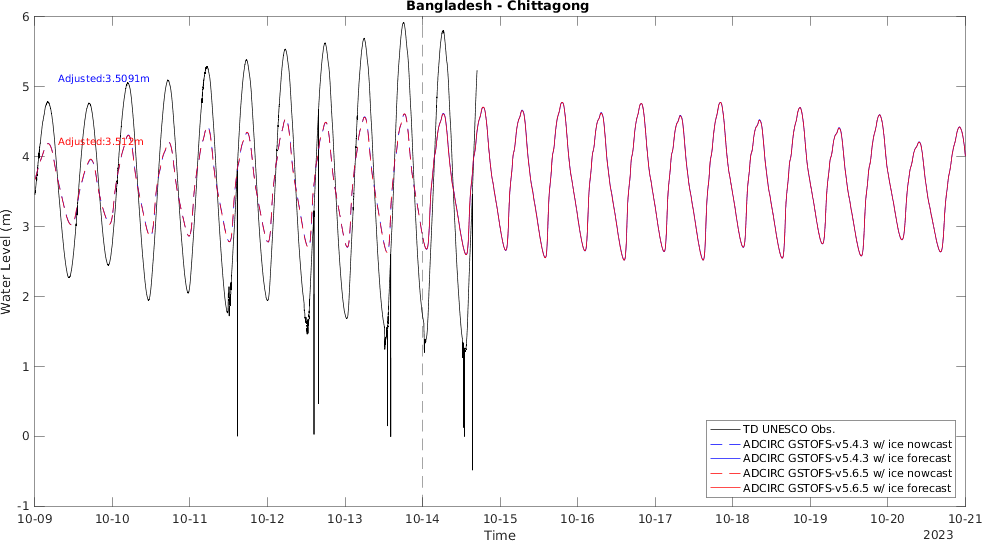 Bangladesh - Chittagong
6
5
4
3
2
1
0
-1
Water Level (m)
Adjusted:3.5091m
Adjusted:3.512m
TD UNESCO Obs.
ADCIRC GSTOFS-v5.4.3 w/ ice nowcast
ADCIRC GSTOFS-v5.4.3 w/ ice forecast
ADCIRC GSTOFS-v5.6.5 w/ ice nowcast
ADCIRC GSTOFS-v5.6.5 w/ ice forecast
10-09 10-10 10-11 10-12 10-13 10-14 10-15 10-16 10-17 10-18 10-19 10-20 10-21
Time
2023